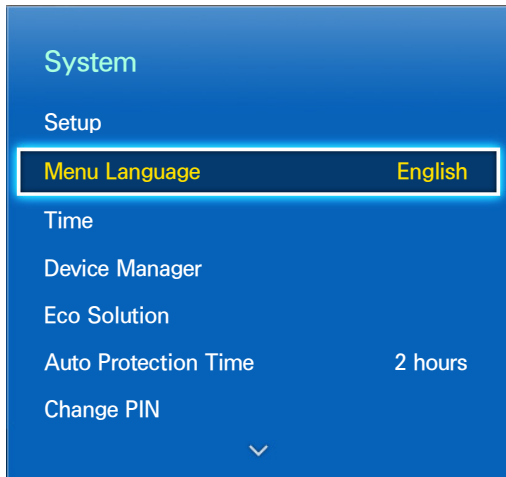 System
Setup
Menu Language English
Time
Device Manager
Eco Solution
Auto Protection Time 2 hours
Change PIN